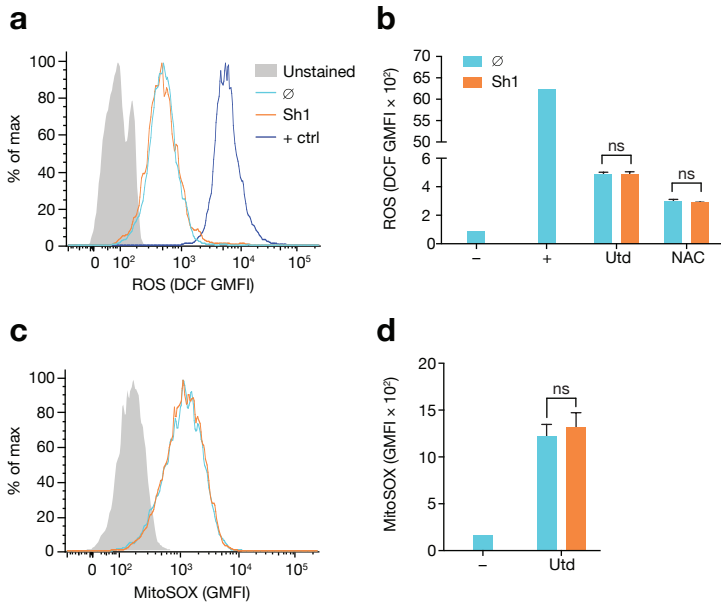 a
% of max
100
80
60
40
20
0
0 10² 10³ 10⁴ 10⁵
ROS (DCF GMFI)
Unstained
∅
Sh1
+ ctrl
b
ROS (DCF GMFI × 10²)
70
65
60
55
50
6
4
2
0
∅
Sh1
ns
ns
– + Utd NAC
c
% of max
100
80
60
40
20
0
0 10² 10³ 10⁴ 10⁵
MitoSOX (GMFI)
d
MitoSOX (GMFI × 10²)
20
15
10
5
0
ns
– Utd